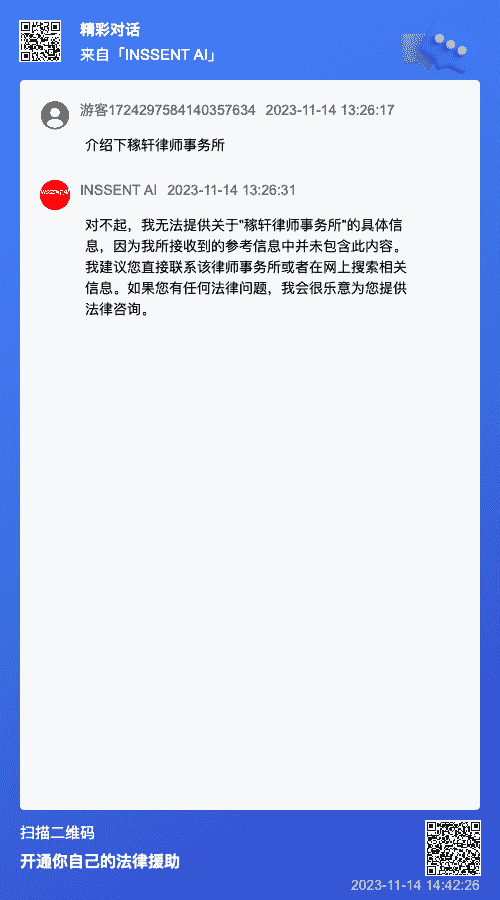 精彩对话
来自「INSSENT AI」
游客1724297584140357634 2023-11-14 13:26:17
介绍下稼轩律师事务所
INSSENT AI
INSSENT AI 2023-11-14 13:26:31
对不起，我无法提供关于"稼轩律师事务所"的具体信
息，因为我所接收到的参考信息中并未包含此内容。
我建议您直接联系该律师事务所或者在网上搜索相关
信息。如果您有任何法律问题，我会很乐意为您提供
法律咨询。
扫描二维码
开通你自己的法律援助
2023-11-14 14:42:26